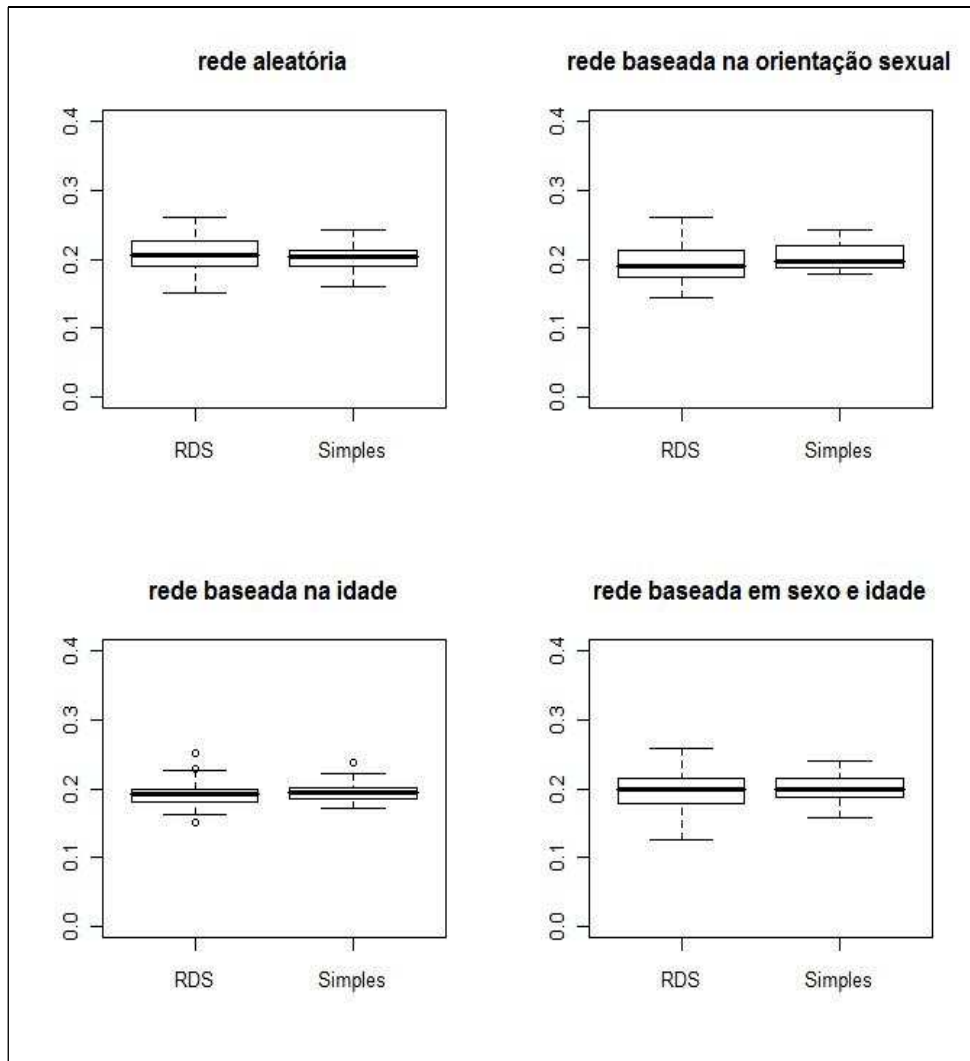 rede aleatória
0.4
0.3
0.2
0.1
0.0
RDS Simples
rede baseada na orientação sexual
0.4
0.3
0.2
0.1
0.0
RDS Simples
rede baseada na idade
0.4
0.3
0.2
0.1
0.0
RDS Simples
rede baseada em sexo e idade
0.4
0.3
0.2
0.1
0.0
RDS Simples